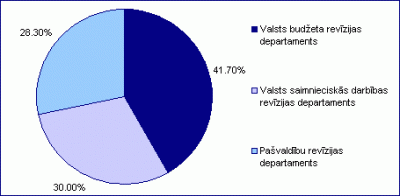 28.30%
41.70%
30.00%
Valsts budžeta revīzijas
departaments
Valsts saimnieciskās darbības
revīzijas departaments
Pašvaldību revīzijas
departaments